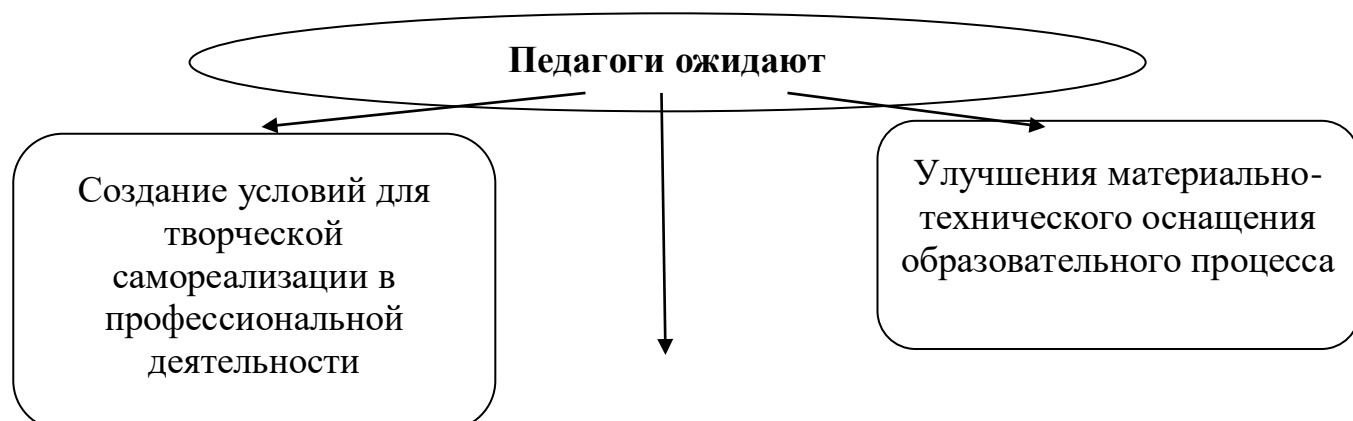 Педагоги ожидают
Создание условий для
творческой
самореализации в
профессиональной
деятельности
Улучшения материально-
технического оснащения
образовательного процесса